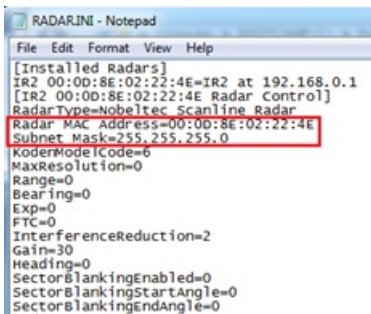 RADAR.INI - Notepad
File Edit Format View Help
[Installed Radars]
IR2 00:0D:8E:02:22:4E=IR2 at 192.168.0.1
[IR2 00:0D:8E:02:22:4E Radar Control]
RadarType=Nobeltec Scanline Radar
Radar MAC Address=00:0D:8E:02:22:4E
Subnet Mask=255.255.255.0
KodenModelCode=6
MaxResolution=0
Range=0
Bearing=0
Exp=0
FTC=0
InterferenceReduction=2
Gain=30
Heading=0
SectorBlankingEnabled=0
SectorBlankingStartAngle=0
SectorBlankingEndAngle=0